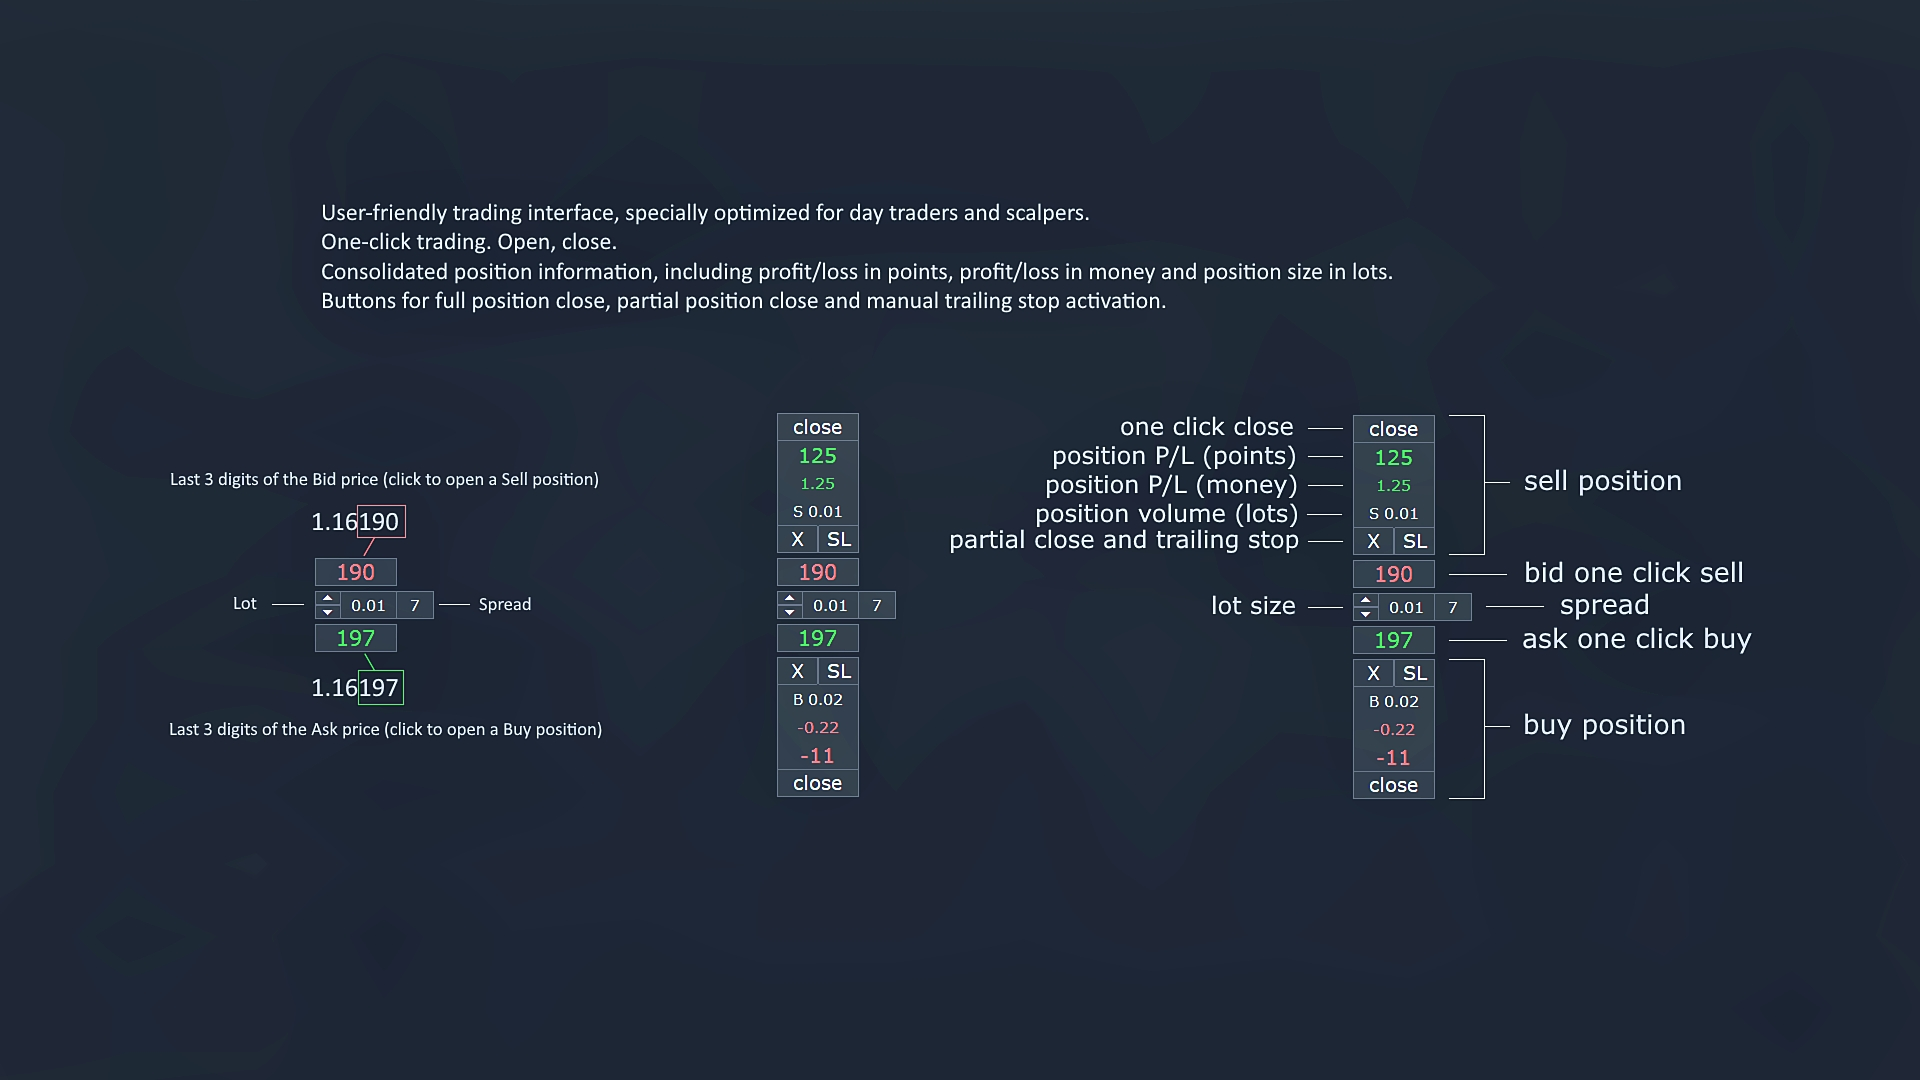 User-friendly trading interface, specially optimized for day traders and scalpers.
One-click trading. Open, close.
Consolidated position information, including profit/loss in points, profit/loss in money and position size in lots.
Buttons for full position close, partial position close and manual trailing stop activation.
Last 3 digits of the Bid price (click to open a Sell position)
1.16190
190
Lot 0.01 7 Spread
197
1.16197
Last 3 digits of the Ask price (click to open a Buy position)
close
125
1.25
S 0.01
X SL
190
0.01 7
197
X SL
B 0.02
-0.22
-11
close
one click close close
position P/L (points) 125
position P/L (money) 1.25
sell position
position volume (lots) S 0.01
partial close and trailing stop X SL
190 bid one click sell
lot size 0.01 7 spread
197 ask one click buy
X SL
B 0.02
buy position
-0.22
-11
close